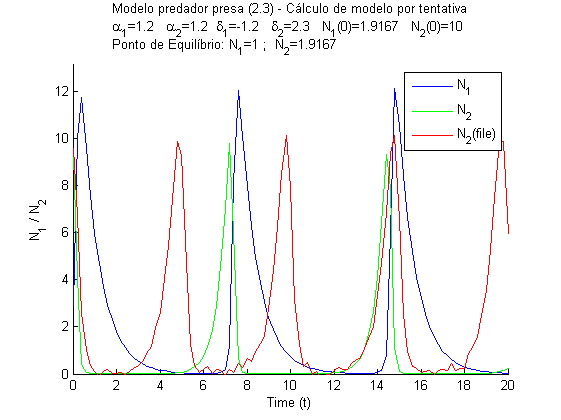 Modelo predador presa (2.3) - Cálculo de modelo por tentativa
α1=1.2 α2=1.2 δ1=-1.2 δ2=2.3 N1(0)=1.9167 N2(0)=10
Ponto de Equilíbrio: N1=1 ; N2=1.9167
N1
N2
N2(file)
N1 / N2
12
10
8
6
4
2
0
0 2 4 6 8 10 12 14 16 18 20
Time (t)